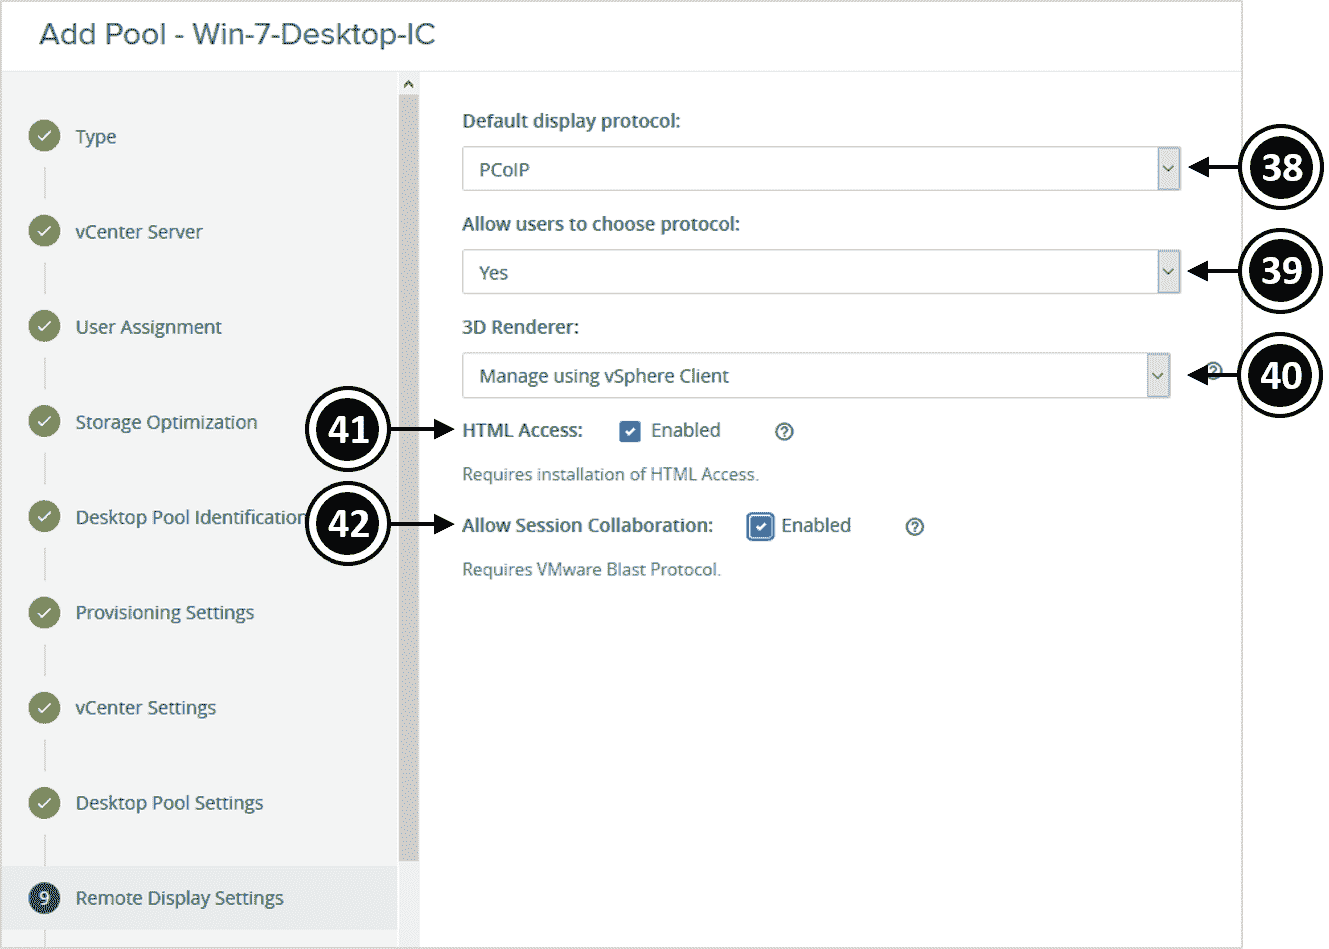 Add Pool - Win-7-Desktop-IC
Type
vCenter Server
User Assignment
Storage Optimization
Desktop Pool Identification
Provisioning Settings
vCenter Settings
Desktop Pool Settings
9 Remote Display Settings
Default display protocol:
PCoIP
38
Allow users to choose protocol:
Yes
39
3D Renderer:
Manage using vSphere Client
? 40
41 HTML Access: Enabled ?
Requires installation of HTML Access.
42 Allow Session Collaboration: Enabled ?
Requires VMware Blast Protocol.